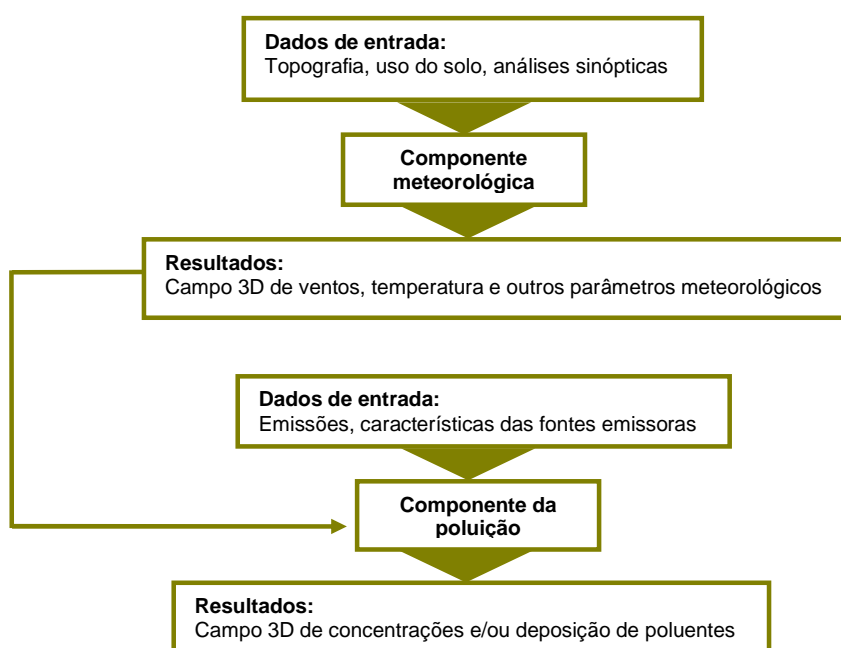 Dados de entrada:
Topografia, uso do solo, análises sinópticas
Componente
meteorológica
Resultados:
Campo 3D de ventos, temperatura e outros parâmetros meteorológicos
Dados de entrada:
Emissões, características das fontes emissoras
Componente da
poluição
Resultados:
Campo 3D de concentrações e/ou deposição de poluentes